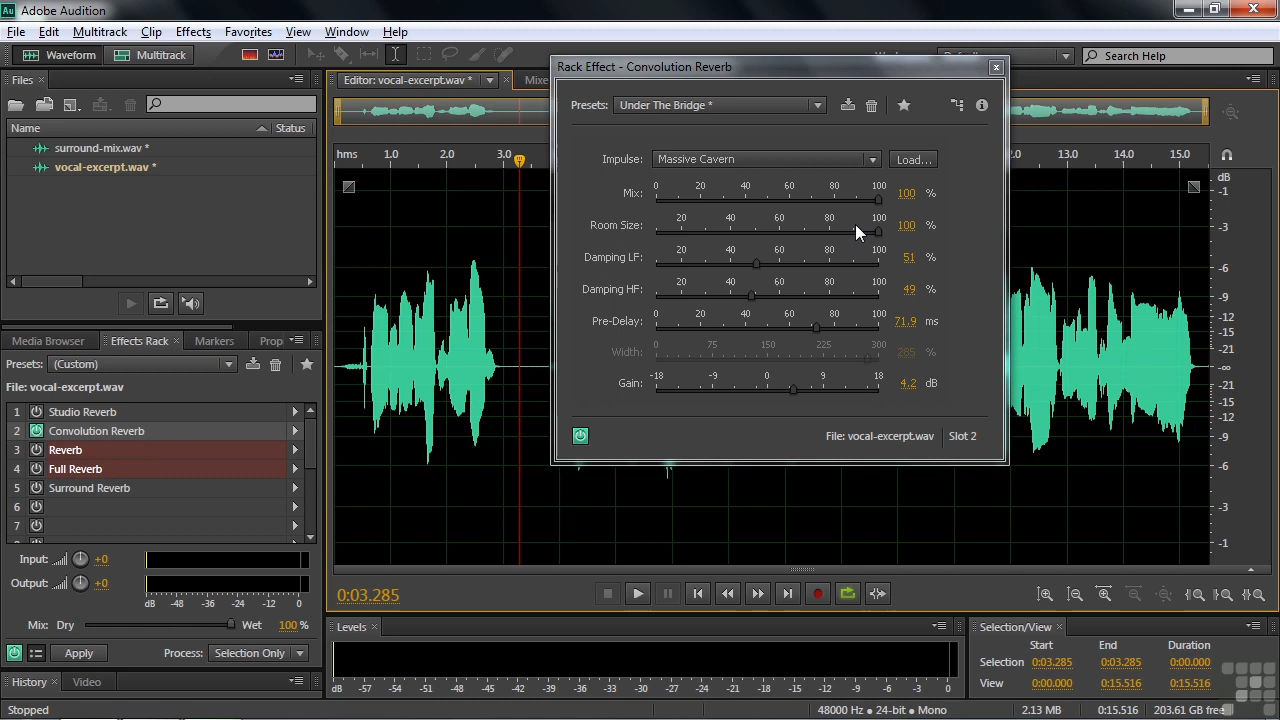 Au Adobe Audition
File Edit Multitrack Clip Effects Favorites View Window Help
Waveform Multitrack
Search Help
Files
Name Status
surround-mix.wav *
vocal-excerpt.wav *
Media Browser Effects Rack Markers Prop
Presets: (Custom)
File: vocal-excerpt.wav
1 Studio Reverb
2 Convolution Reverb
3 Reverb
4 Full Reverb
5 Surround Reverb
6
7
Input: +0
Output: +0
dB -48 -36 -24 -12 0
Mix: Dry Wet 100 %
Apply Process: Selection Only
History Video
Stopped
Editor: vocal-excerpt.wav * Mixe
hms 1.0 2.0 3.0
2.0 13.0 14.0 15.0
dB
-1
-3
-6
-9
-12
-15
-21
-∞
-21
-15
-12
-9
-6
-3
-1
Rack Effect - Convolution Reverb
Presets: Under The Bridge *
Impulse: Massive Cavern Load...
Mix: 0 20 40 60 80 100 100 %
Room Size: 20 40 60 80 100 100 %
Damping LF: 20 40 60 80 100 51 %
Damping HF: 20 40 60 80 100 49 %
Pre-Delay: 0 20 40 60 80 100 71.9 ms
Width: 0 75 150 225 300 285 %
Gain: -18 -9 0 9 18 4.2 dB
File: vocal-excerpt.wav Slot 2
0:03.285
Levels
dB -57 -54 -51 -48 -45 -42 -39 -36 -33 -30 -27 -24 -21 -18 -15 -12 -9 -6 -3 0
Selection/View
Start End Duration
Selection 0:03.285 0:03.285 0:00.000
View 0:00.000 0:15.516 0:15.516
48000 Hz • 24-bit • Mono 2.13 MB 0:15.516 203.61 GB free